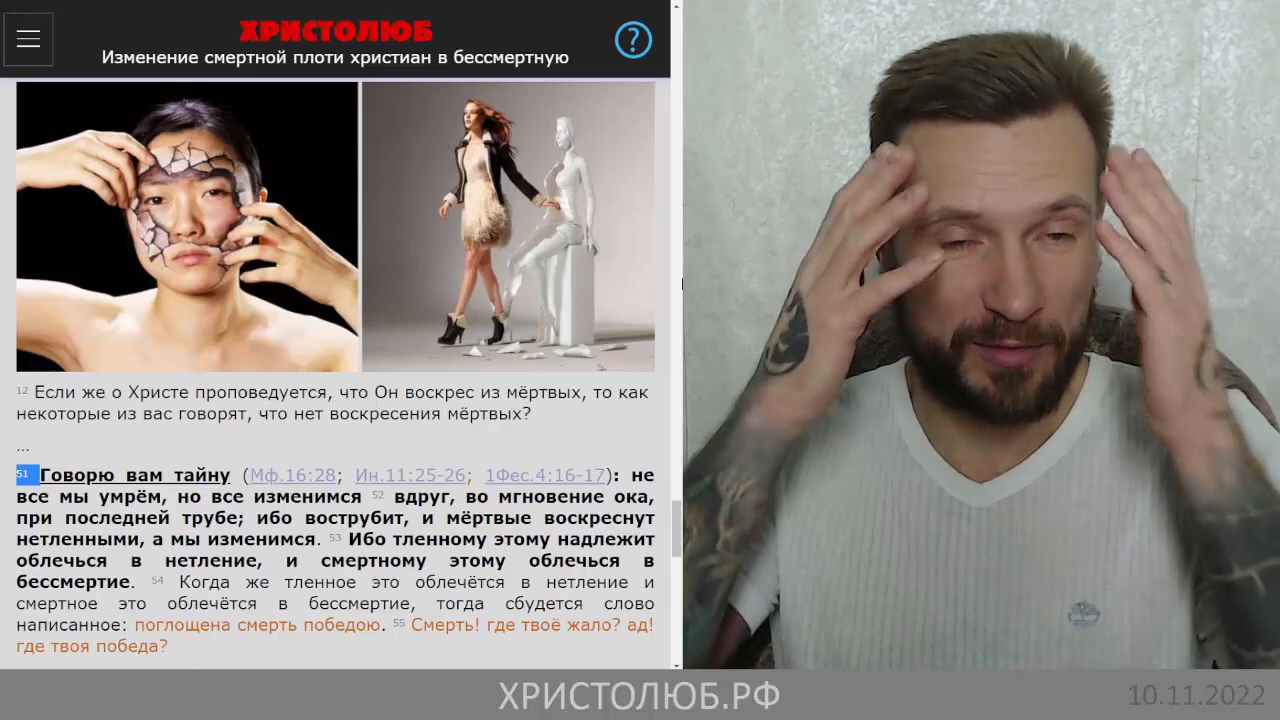 ХРИСТОЛЮБ
Изменение смертной плоти христиан в бессмертную
?
12 Если же о Христе проповедуется, что Он воскрес из мёртвых, то как
некоторые из вас говорят, что нет воскресения мёртвых?
...
51 Говорю вам тайну (Мф.16:28; Ин.11:25-26; 1Фес.4:16-17): не
все мы умрём, но все изменимся 52 вдруг, во мгновение ока,
при последней трубе; ибо вострубит, и мёртвые воскреснут
нетленными, а мы изменимся. 53 Ибо тленному этому надлежит
облечься в нетление, и смертному этому облечься в
бессмертие. 54 Когда же тленное это облечётся в нетление и
смертное это облечётся в бессмертие, тогда сбудется слово
написанное: поглощена смерть победою. 55 Смерть! где твоё жало? ад!
где твоя победа?
ХРИСТОЛЮБ.РФ
10.11.2022